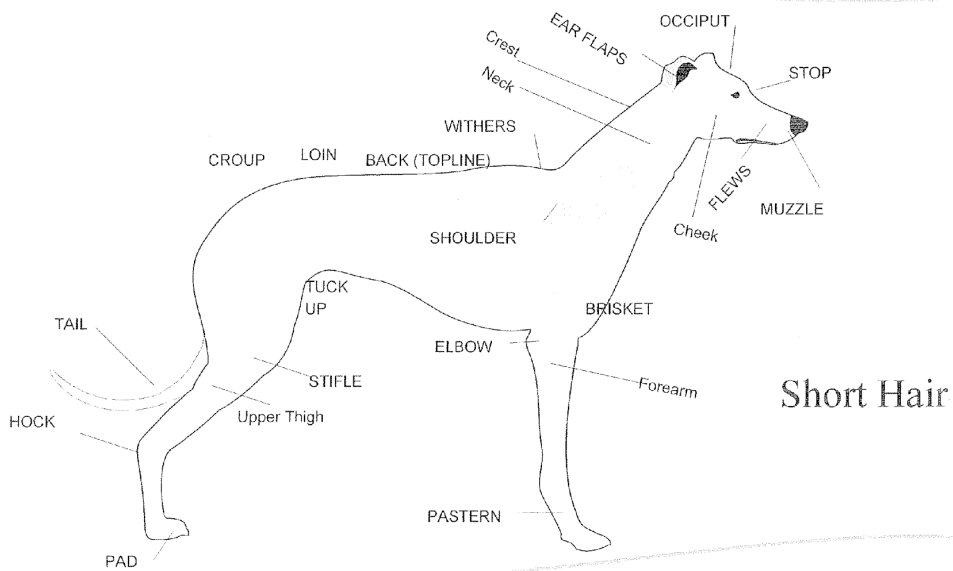 OCCIPUT
EAR FLAPS
Crest
STOP
Neck
WITHERS
CROUP
LOIN
BACK (TOPLINE)
FLEWS
MUZZLE
Cheek
SHOULDER
TUCK
UP
BRISKET
TAIL
ELBOW
STIFLE
Forearm
Short Hair
HOCK
Upper Thigh
PASTERN
PAD